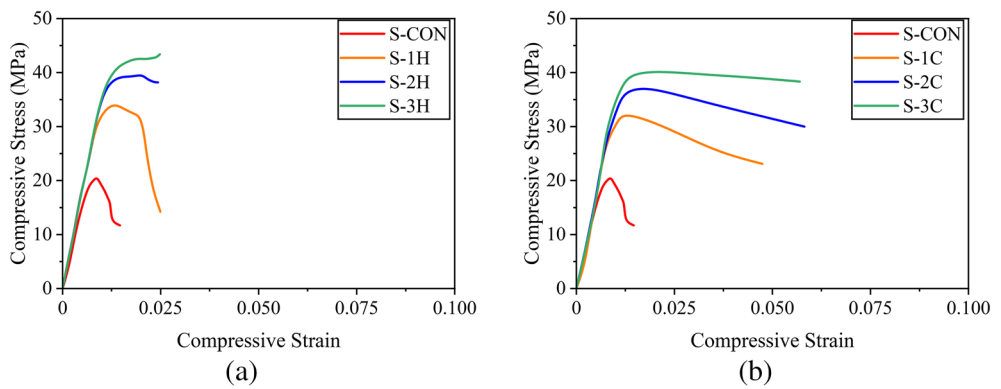 50
40
30
20
10
0
Compressive Stress (MPa)
S-CON
S-1H
S-2H
S-3H
0 0.025 0.050 0.075 0.100
Compressive Strain
(a)
50
40
30
20
10
0
Compressive Stress (MPa)
S-CON
S-1C
S-2C
S-3C
0 0.025 0.050 0.075 0.100
Compressive Strain
(b)